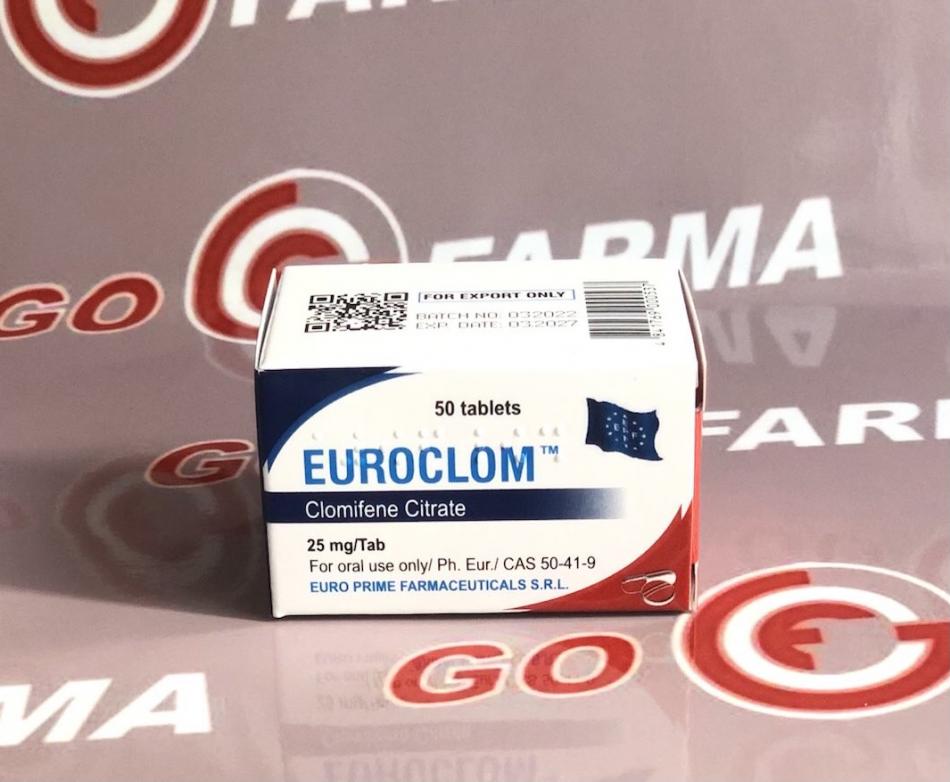 FARMA
GO FARMA
FOR EXPORT ONLY
BATCH NO: 032022
EXP. DATE: 032027
50 tablets
EUROCLOM™
Clomifene Citrate
25 mg/Tab
For oral use only/ Ph. Eur./ CAS 50-41-9
EURO PRIME FARMACEUTICALS S.R.L.
EPF
GO FARMA
GO
MA